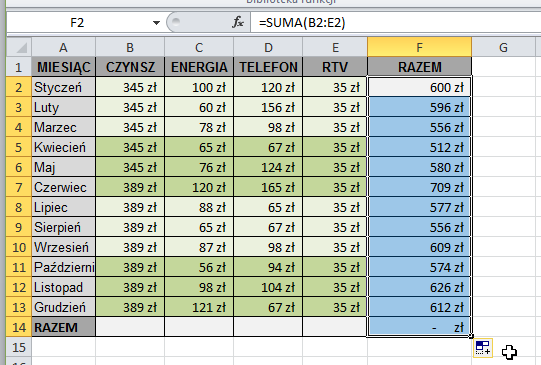 Biblioteka funkcji
F2 fx =SUMA(B2:E2)
A B C D E F G
1 MIESIĄC CZYNSZ ENERGIA TELEFON RTV RAZEM
2 Styczeń 345 zł 100 zł 120 zł 35 zł 600 zł
3 Luty 345 zł 60 zł 156 zł 35 zł 596 zł
4 Marzec 345 zł 78 zł 98 zł 35 zł 556 zł
5 Kwiecień 345 zł 65 zł 67 zł 35 zł 512 zł
6 Maj 345 zł 76 zł 124 zł 35 zł 580 zł
7 Czerwiec 389 zł 120 zł 165 zł 35 zł 709 zł
8 Lipiec 389 zł 88 zł 65 zł 35 zł 577 zł
9 Sierpień 389 zł 65 zł 67 zł 35 zł 556 zł
10 Wrzesień 389 zł 87 zł 98 zł 35 zł 609 zł
11 Październi 389 zł 56 zł 94 zł 35 zł 574 zł
12 Listopad 389 zł 98 zł 104 zł 35 zł 626 zł
13 Grudzień 389 zł 121 zł 67 zł 35 zł 612 zł
14 RAZEM - zł
15